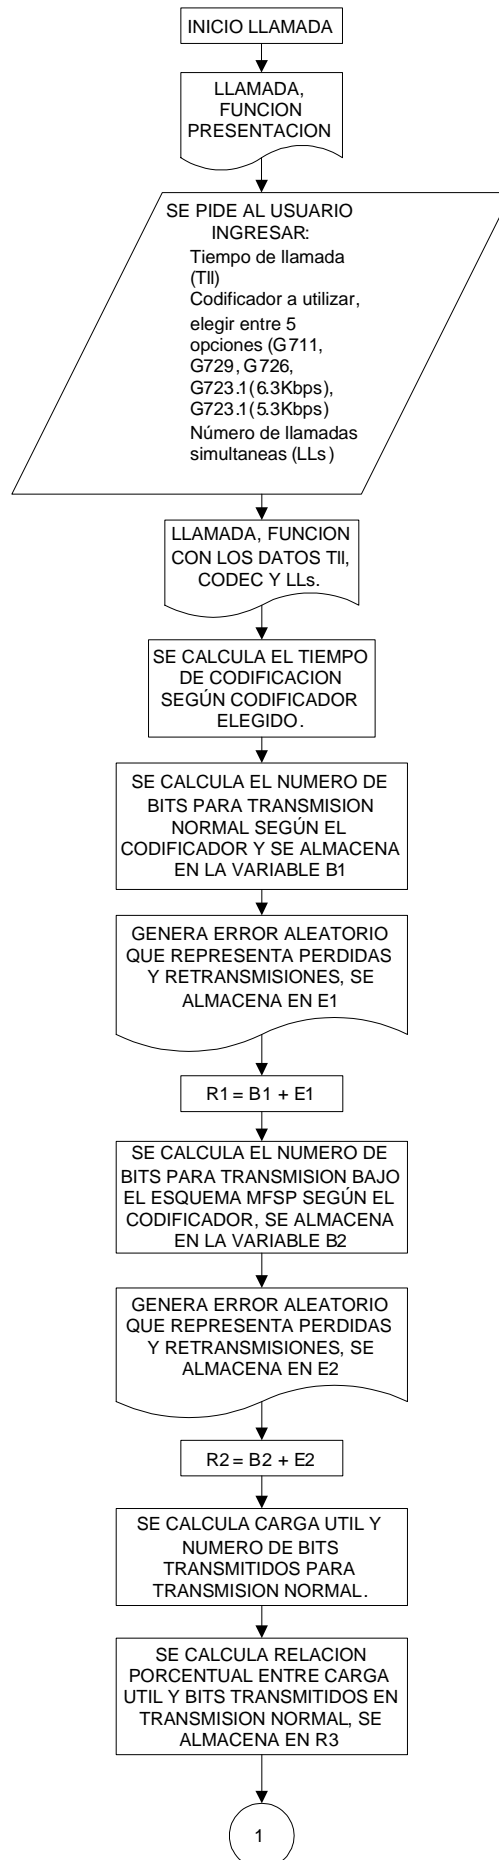 INICIO LLAMADA
LLAMADA,
FUNCION
PRESENTACION
SE PIDE AL USUARIO
INGRESAR:
Tiempo de llamada
(Tll)
Codificador a utilizar,
elegir entre 5
opciones (G711,
G729, G726,
G723.1(6.3Kbps),
G723.1(5.3Kbps)
Número de llamadas
simultaneas (LLs)
LLAMADA, FUNCION
CON LOS DATOS Tll,
CODEC Y LLs.
SE CALCULA EL TIEMPO
DE CODIFICACION
SEGÚN CODIFICADOR
ELEGIDO.
SE CALCULA EL NUMERO DE
BITS PARA TRANSMISION
NORMAL SEGÚN EL
CODIFICADOR Y SE ALMACENA
EN LA VARIABLE B1
GENERA ERROR ALEATORIO
QUE REPRESENTA PERDIDAS
Y RETRANSMISIONES, SE
ALMACENA EN E1
R1 = B1 + E1
SE CALCULA EL NUMERO DE
BITS PARA TRANSMISION BAJO
EL ESQUEMA MFSP SEGÚN EL
CODIFICADOR, SE ALMACENA
EN LA VARIABLE B2
GENERA ERROR ALEATORIO
QUE REPRESENTA PERDIDAS
Y RETRANSMISIONES, SE
ALMACENA EN E2
R2 = B2 + E2
SE CALCULA CARGA UTIL Y
NUMERO DE BITS
TRANSMITIDOS PARA
TRANSMISION NORMAL.
SE CALCULA RELACION
PORCENTUAL ENTRE CARGA
UTIL Y BITS TRANSMITIDOS EN
TRANSMISION NORMAL, SE
ALMACENA EN R3
1